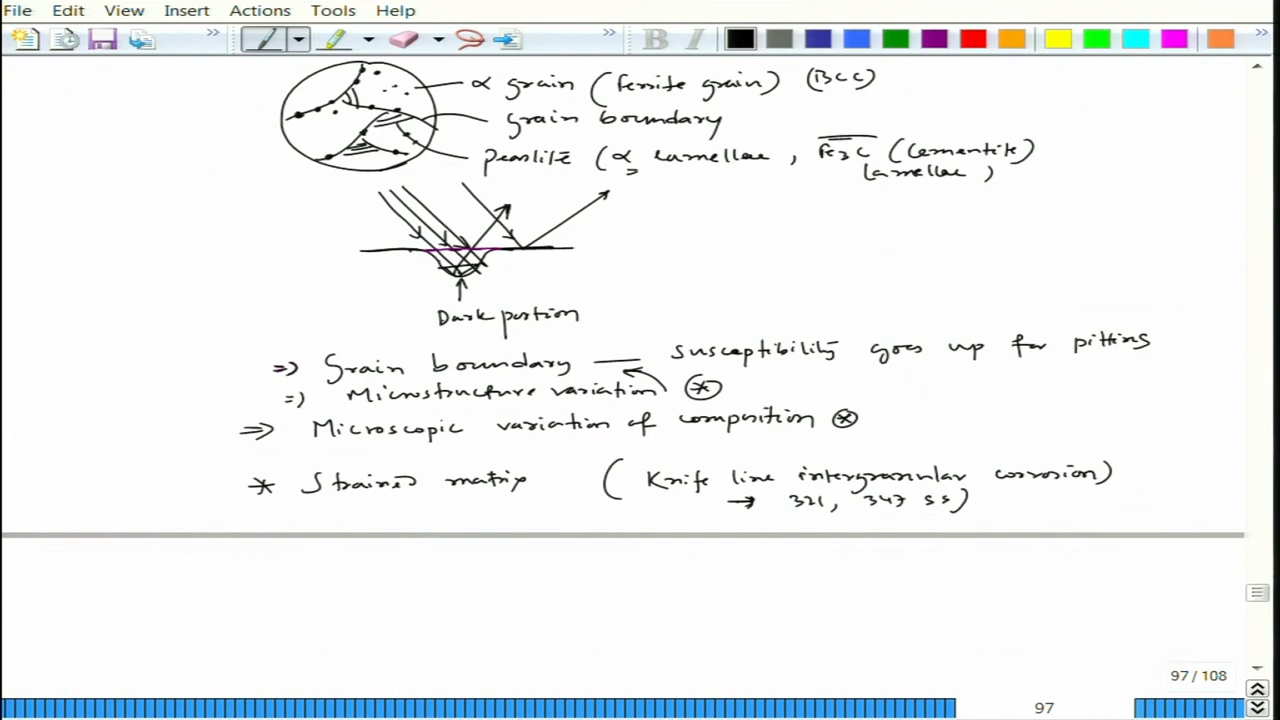 File Edit View Insert Actions Tools Help
α grain (ferrite grain) (BCC)
grain boundary
pearlite (α lamellae, Fe3C (cementite)
lamellae)
Dark portion
=> Grain boundary — susceptibility goes up for pitting
=> Microstructure variation *
=> Microscopic variation of composition *
* Strained matrix (Knife line intergranular corrosion)
→ 321, 347 SS)
97 / 108
97